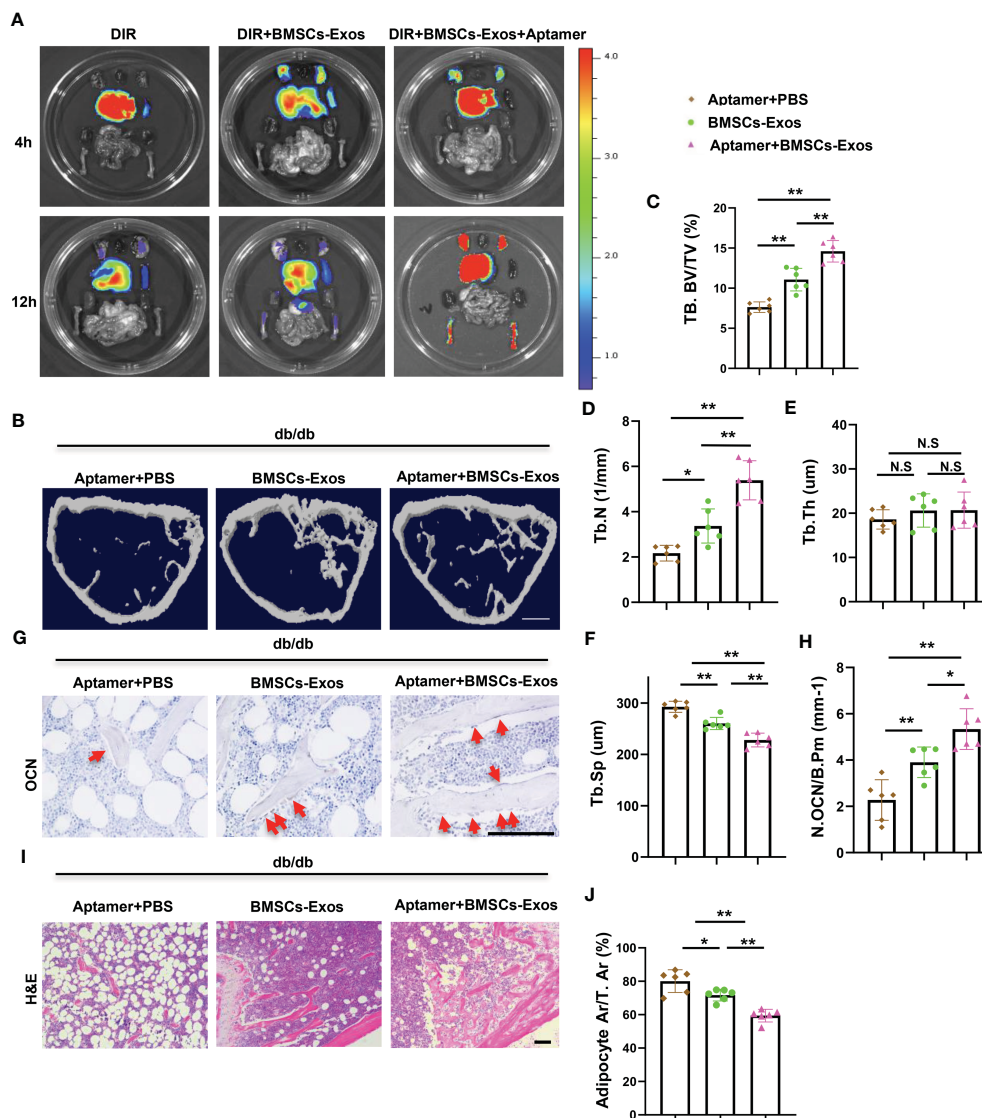 A
DIR
DIR+BMSCs-Exos
DIR+BMSCs-Exos+Aptamer
4h
12h
4.0
3.0
2.0
1.0
Aptamer+PBS
BMSCs-Exos
Aptamer+BMSCs-Exos
C
TB. BV/TV (%)
20
15
10
5
0
**
**
**
B
db/db
Aptamer+PBS
BMSCs-Exos
Aptamer+BMSCs-Exos
D
Tb.N (1/mm)
8
6
4
2
0
**
**
*
E
Tb.Th (um)
40
30
20
10
0
N.S
N.S
N.S
G
db/db
Aptamer+PBS
BMSCs-Exos
Aptamer+BMSCs-Exos
OCN
F
Tb.Sp (um)
300
200
100
0
**
**
**
H
N.OCN/B.Pm (mm-1)
8
6
4
2
0
**
*
**
I
db/db
Aptamer+PBS
BMSCs-Exos
Aptamer+BMSCs-Exos
H&E
J
Adipocyte Ar/T. Ar (%)
100
80
60
40
20
0
**
*
**